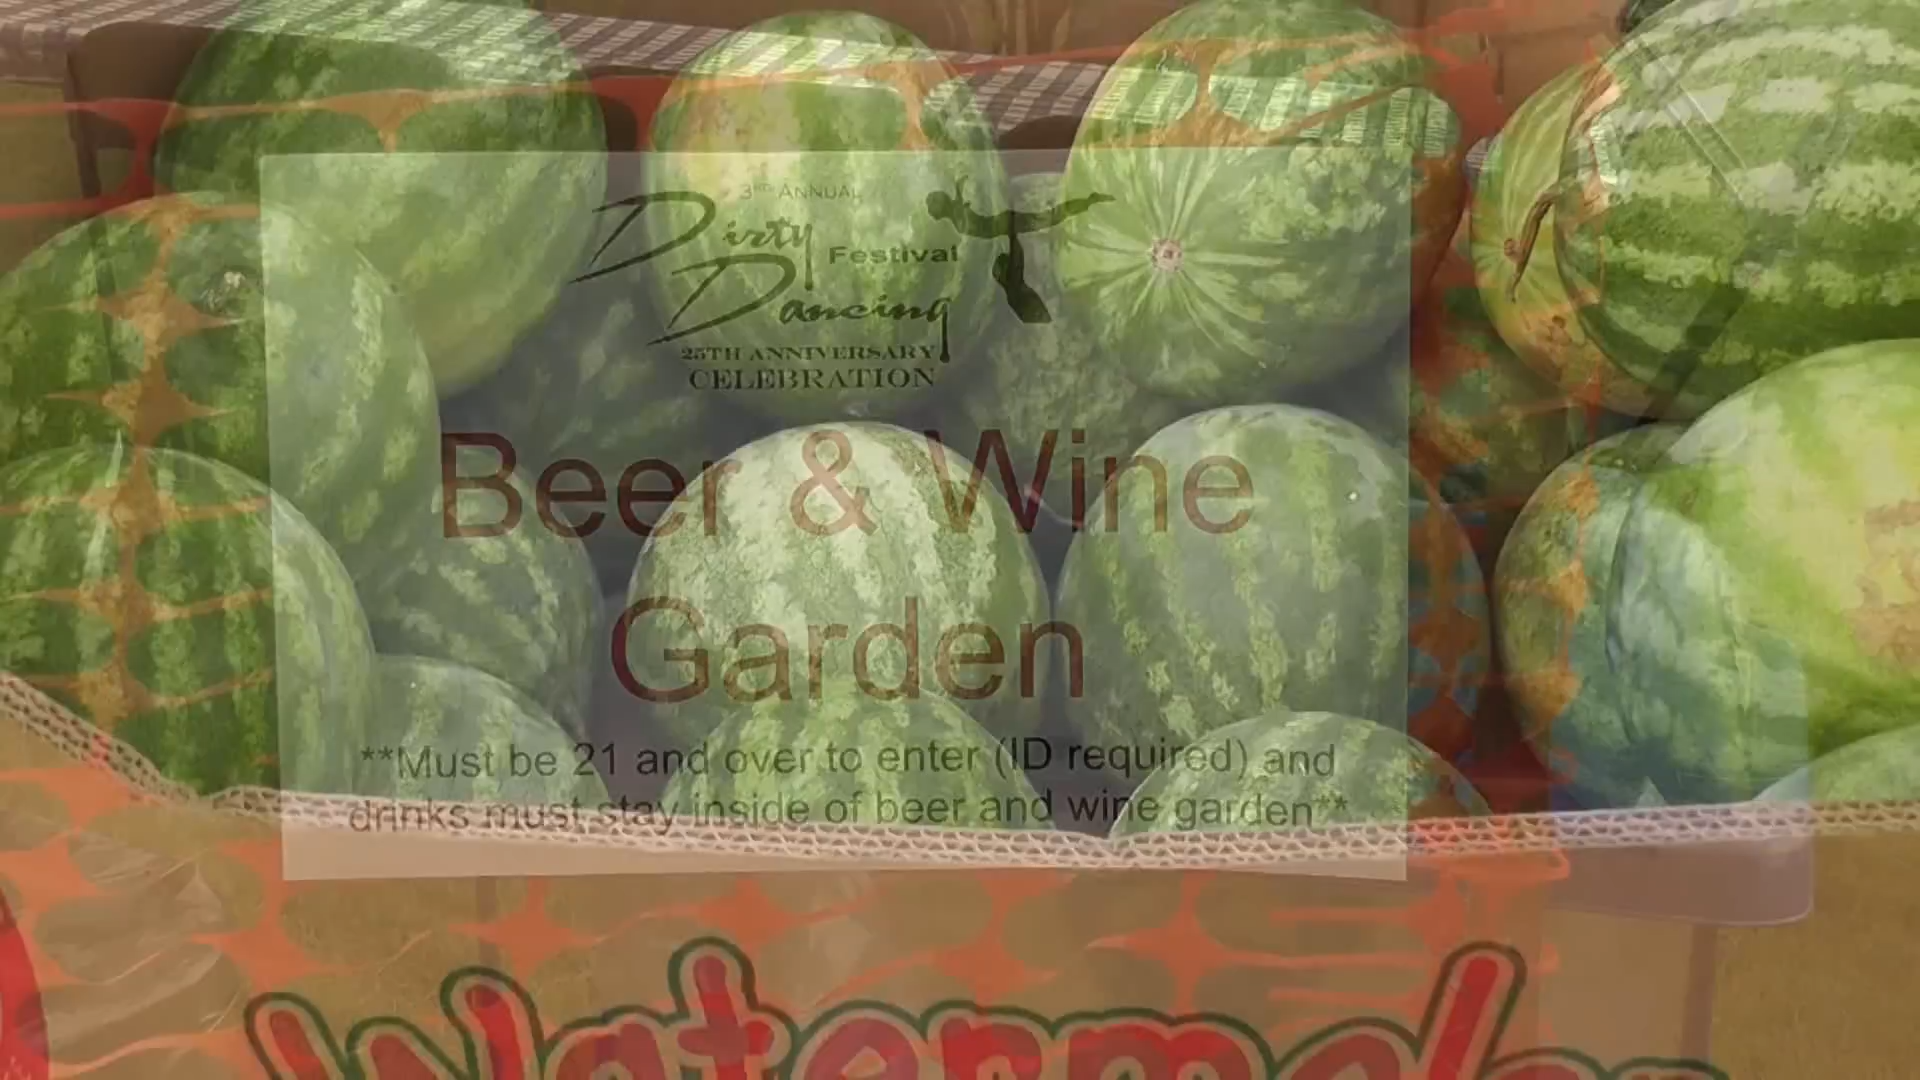 3RD ANNUAL
Dirty
Festival
Dancing
25TH ANNIVERSARY
CELEBRATION
Beer & Wine
Garden
**Must be 21 and over to enter (ID required) and
drinks must stay inside of beer and wine garden**
Watermelon